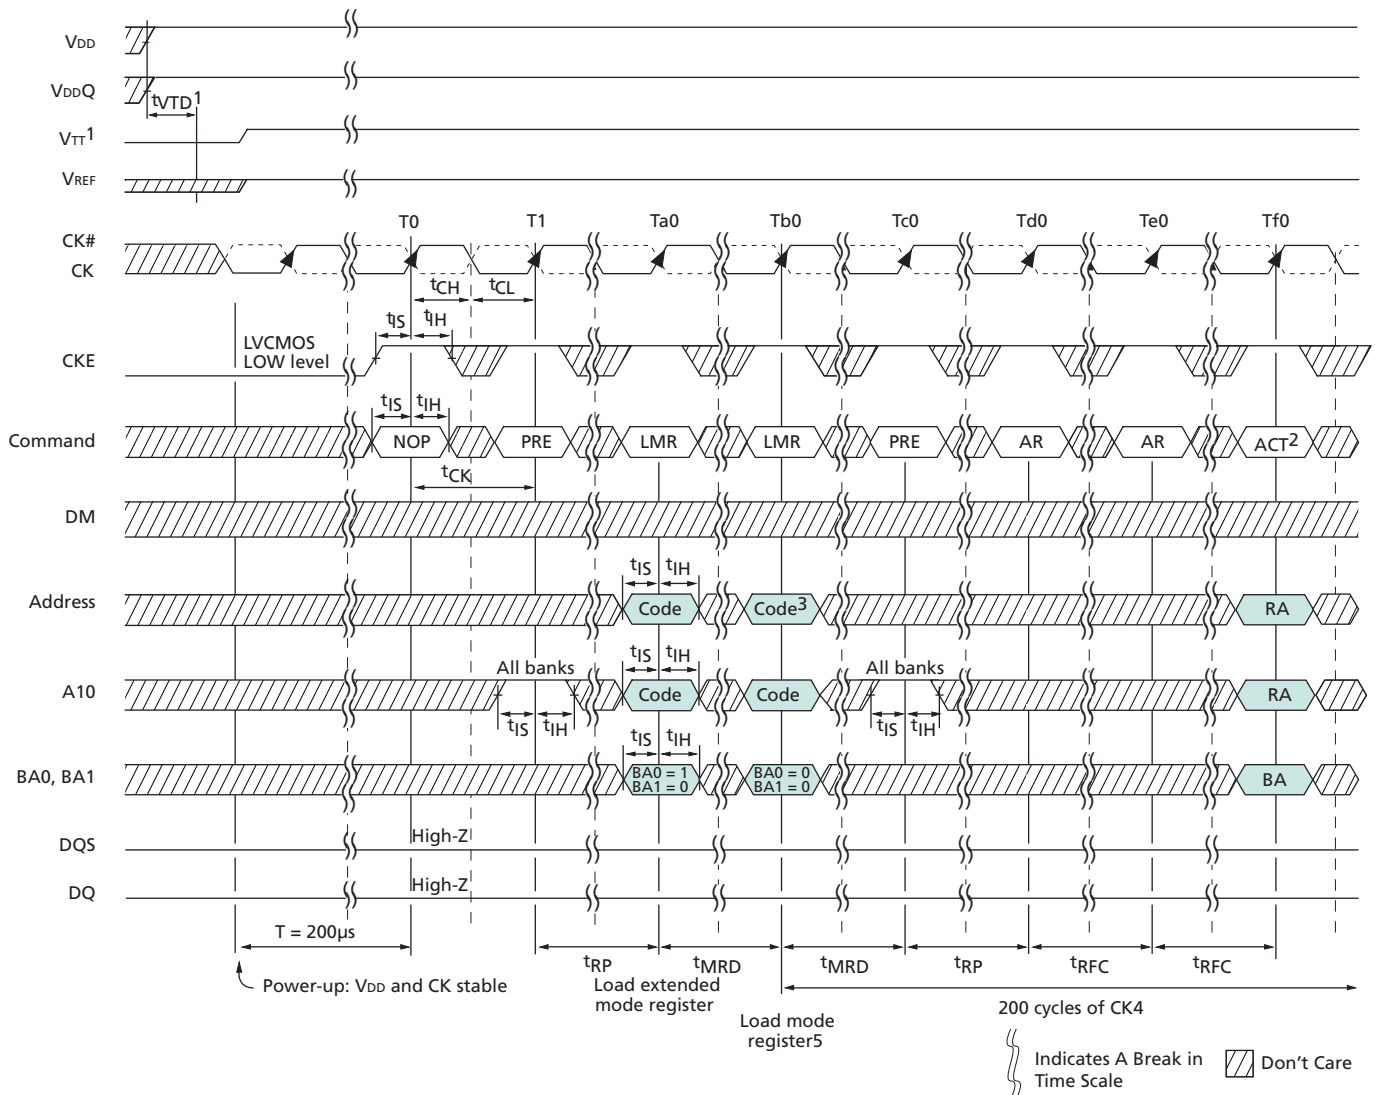 VDD
VDDQ
tVTD1
VTT1
VREF
T0 T1 Ta0 Tb0 Tc0 Td0 Te0 Tf0
CK#
CK
tCH tCL
tIS tIH
LVCMOS
LOW level
CKE
tIS tIH
Command NOP PRE LMR LMR PRE AR AR ACT2
tCK
DM
tIS tIH
Address Code Code3 RA
tIS tIH
All banks All banks
A10 Code Code RA
tIS tIH tIS tIH
tIS tIH
BA0, BA1 BA0 = 1 BA0 = 0 BA
BA1 = 0 BA1 = 0
DQS High-Z
DQ High-Z
T = 200µs
tRP tMRD tMRD tRP tRFC tRFC
Power-up: VDD and CK stable
Load extended
mode register
200 cycles of CK4
Load mode
register5
Indicates A Break in
Time Scale
Don't Care